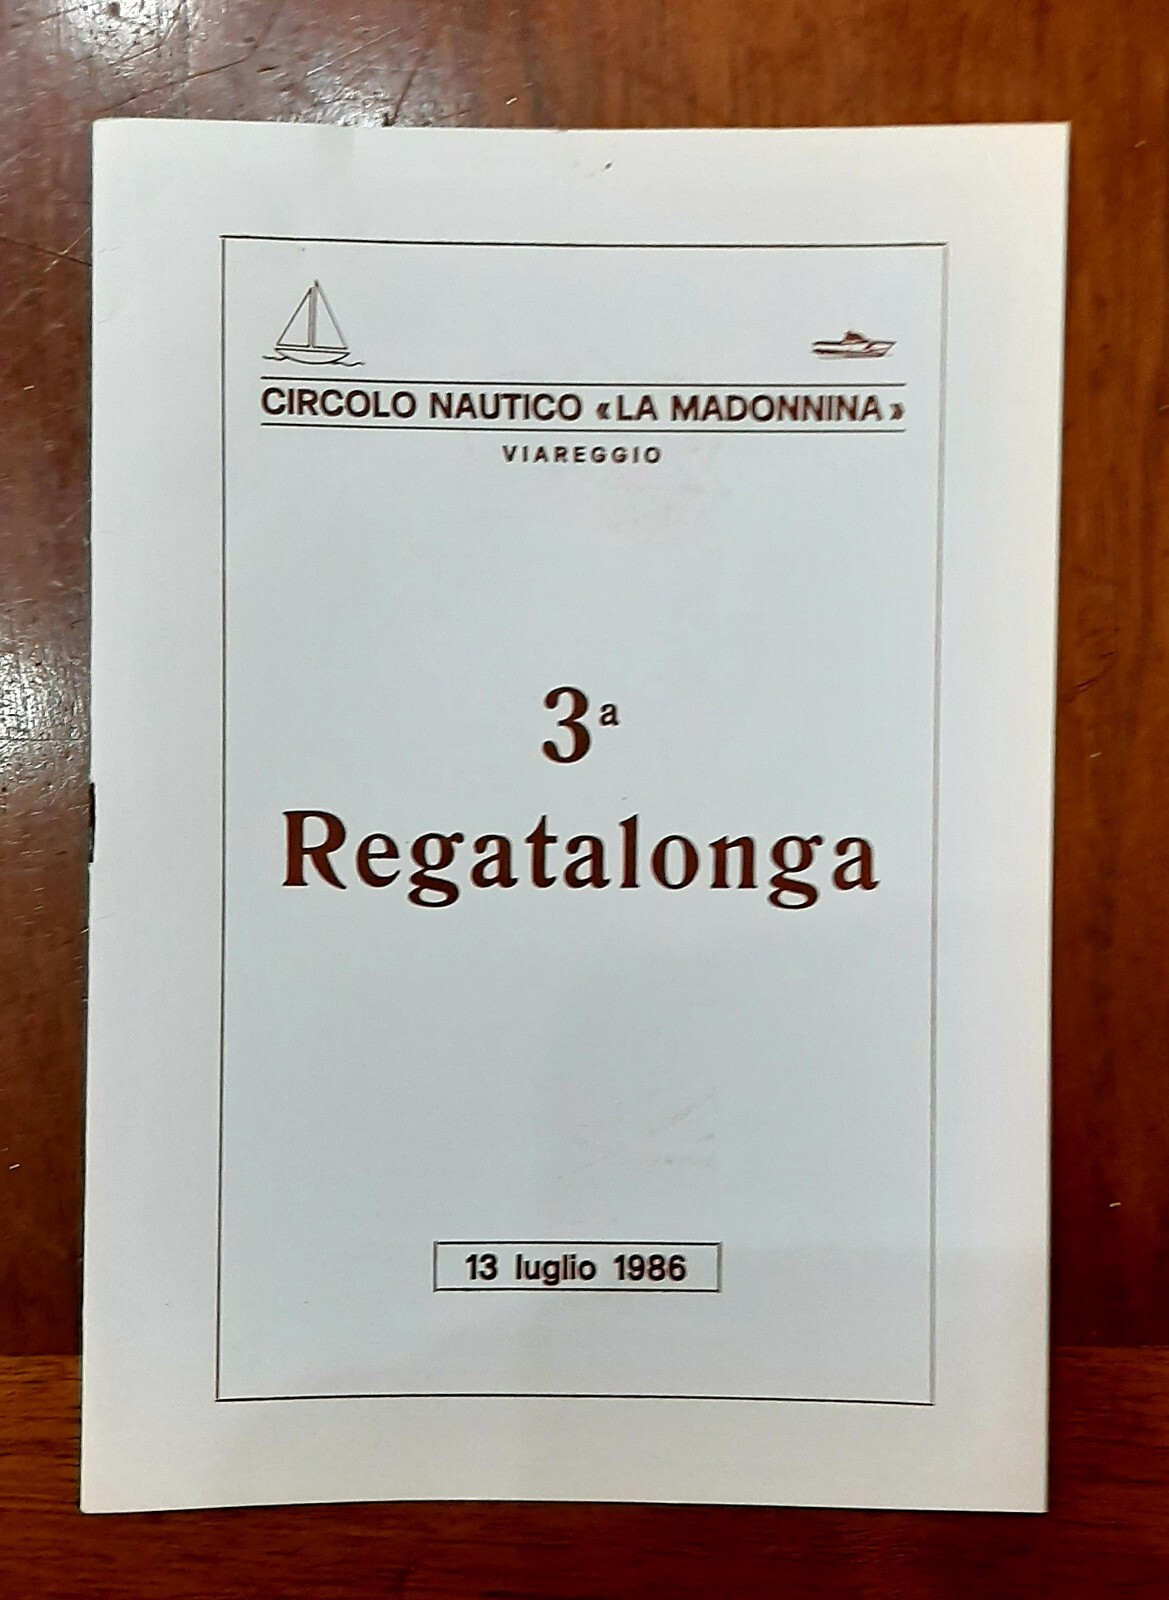 CIRCOLO NAUTICO «LA MADONNINA»
VIAREGGIO
3ª
Regatalonga
13 luglio 1986